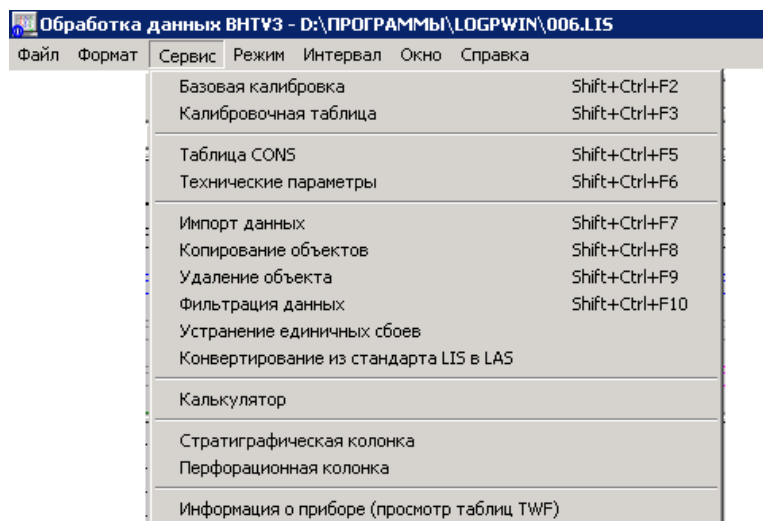 Обработка данных ВНТУЗ - D:\ПРОГРАММЫ\LOGPWIN\006.LIS
Файл Формат Сервис Режим Интервал Окно Справка
Базовая калибровка Shift+Ctrl+F2
Калибровочная таблица Shift+Ctrl+F3
Таблица CONS Shift+Ctrl+F5
Технические параметры Shift+Ctrl+F6
Импорт данных Shift+Ctrl+F7
Копирование объектов Shift+Ctrl+F8
Удаление объекта Shift+Ctrl+F9
Фильтрация данных Shift+Ctrl+F10
Устранение единичных сбоев
Конвертирование из стандарта LIS в LAS
Калькулятор
Стратиграфическая колонка
Перфорационная колонка
Информация о приборе (просмотр таблиц TWF)